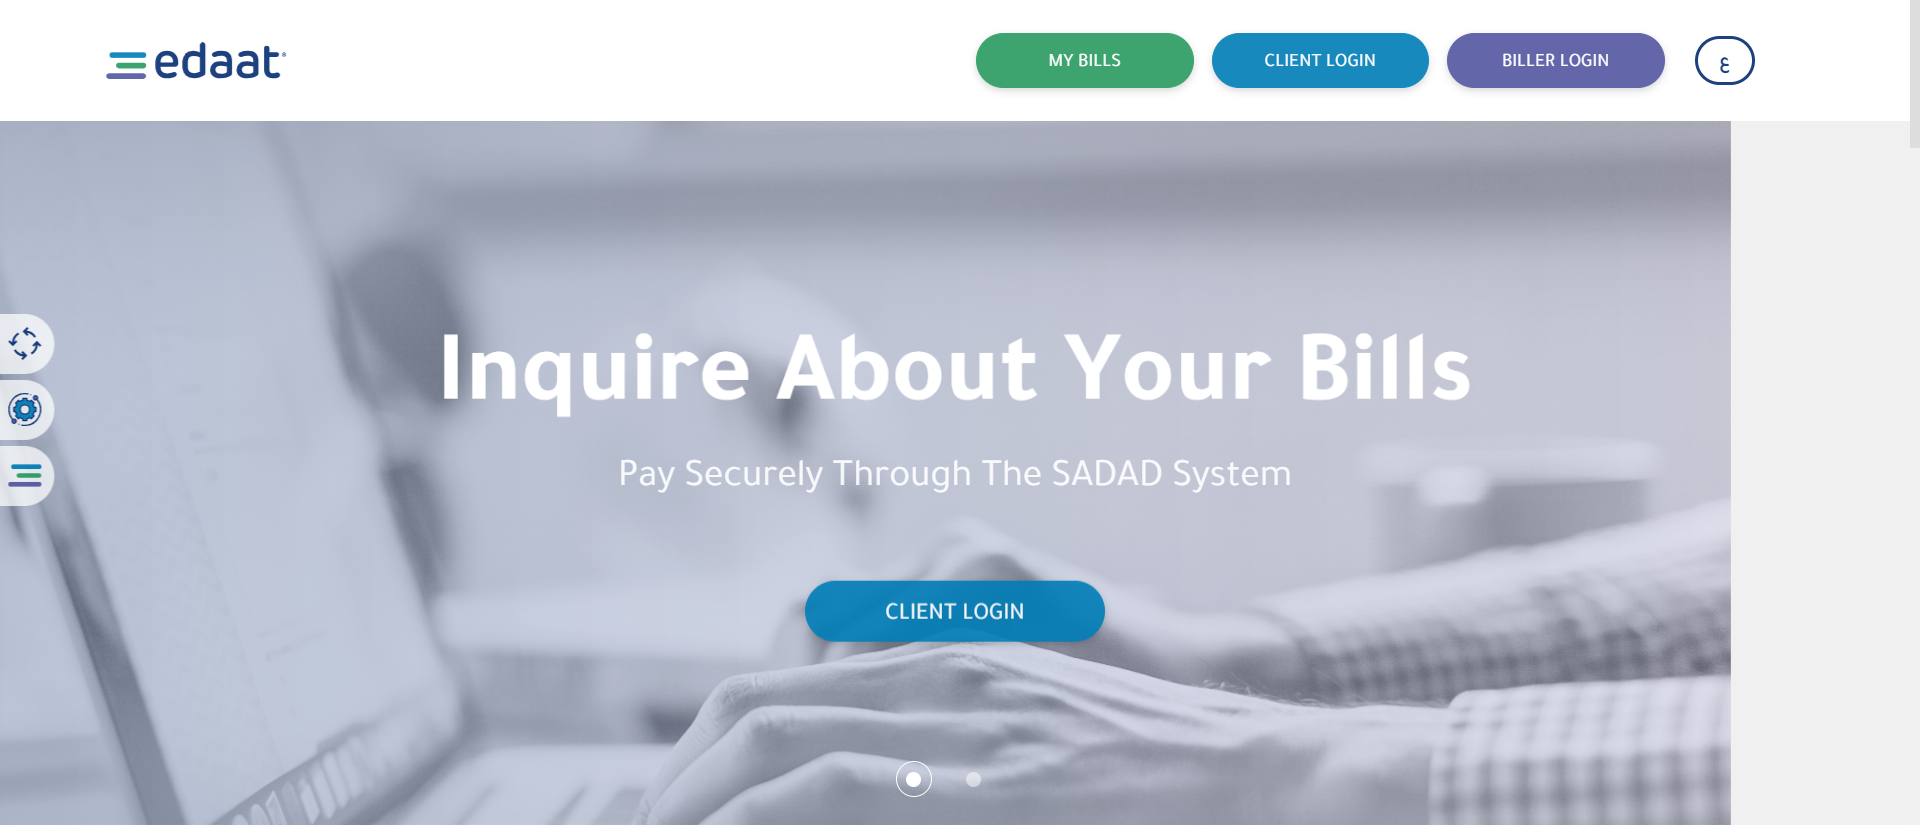 edaat®
MY BILLS
CLIENT LOGIN
BILLER LOGIN
ع
Inquire About Your Bills
Pay Securely Through The SADAD System
CLIENT LOGIN